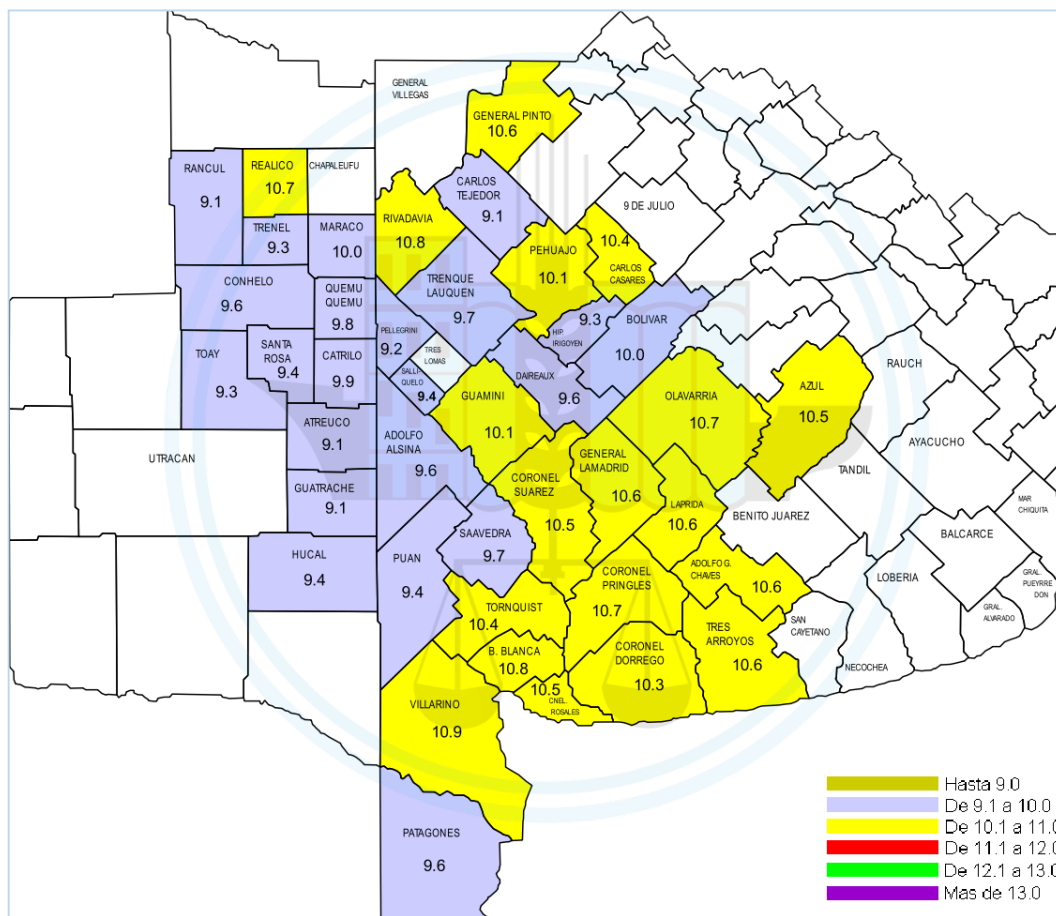 GENERAL
VILLEGAS
GENERAL PINTO
10.6
RANCUL
9.1
REALICO
10.7
CHAPALEUFU
CARLOS
TEJEDOR
9.1
9 DE JULIO
TRENEL
9.3
MARACO
10.0
RIVADAVIA
10.8
PEHUAJO
10.1
10.4
CARLOS
CASARES
CONHELO
9.6
QUEMU
QUEMU
9.8
TRENQUE
LAUQUEN
9.7
HIP.
IRIGOYEN
9.3
BOLIVAR
10.0
TOAY
9.3
SANTA
ROSA
9.4
CATRILO
9.9
PELLEGRINI
9.2
TRES
LOMAS
SALLI-
QUELO
9.4
DAIREAUX
9.6
GUAMINI
10.1
OLAVARRIA
10.7
AZUL
10.5
RAUCH
ATREUCO
9.1
ADOLFO
ALSINA
9.6
UTRACAN
GUATRACHE
9.1
CORONEL
SUAREZ
10.5
GENERAL
LAMADRID
10.6
LAPRIDA
10.6
TANDIL
AYACUCHO
MAR
CHIQUITA
BENITO JUAREZ
BALCARCE
HUCAL
9.4
PUAN
9.4
SAAVEDRA
9.7
CORONEL
PRINGLES
10.7
ADOLFO G.
CHAVES
10.6
LOBERIA
GRAL.
PUEYRRE
DON
GRAL.
ALVARADO
TORNQUIST
10.4
B. BLANCA
10.8
CORONEL
DORREGO
10.3
TRES
ARROYOS
10.6
SAN
CAYETANO
NECOCHEA
10.5
CNEL.
ROSALES
VILLARINO
10.9
PATAGONES
9.6
Hasta 9.0
De 9.1 a 10.0
De 10.1 a 11.0
De 11.1 a 12.0
De 12.1 a 13.0
Mas de 13.0